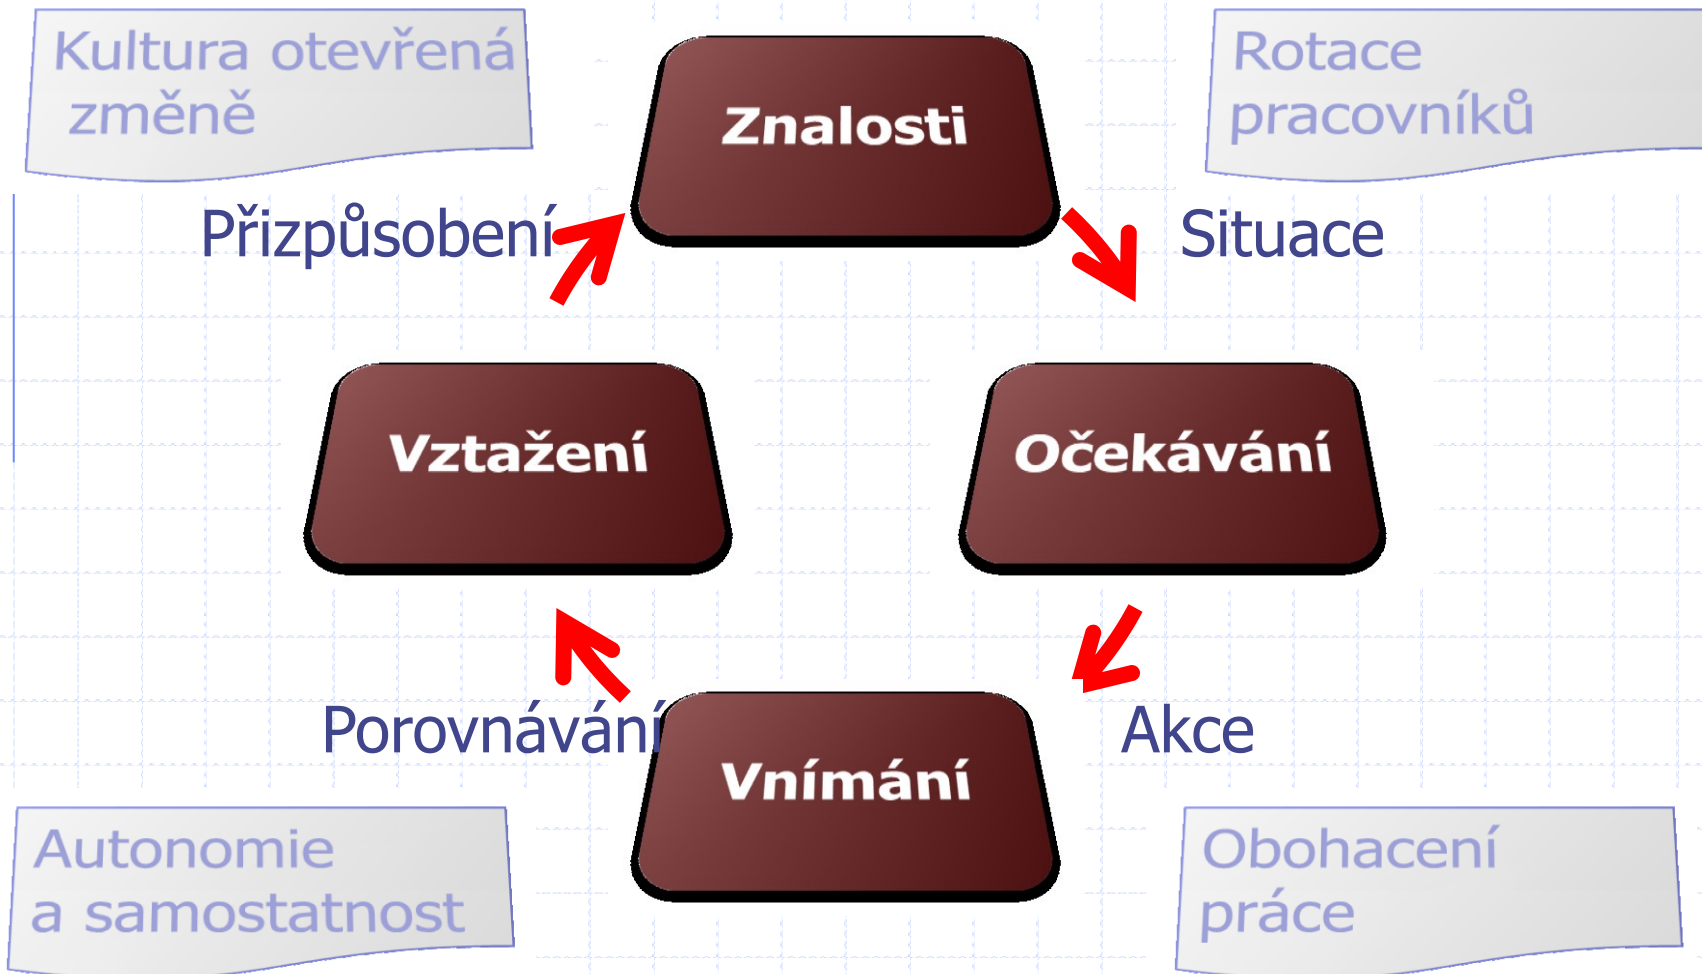 Kultura otevřená
změně
Znalosti
Rotace
pracovníků
Přizpůsobení
Situace
Vztažení
Očekávání
Porovnávání
Akce
Vnímání
Autonomie
a samostatnost
Obohacení
práce